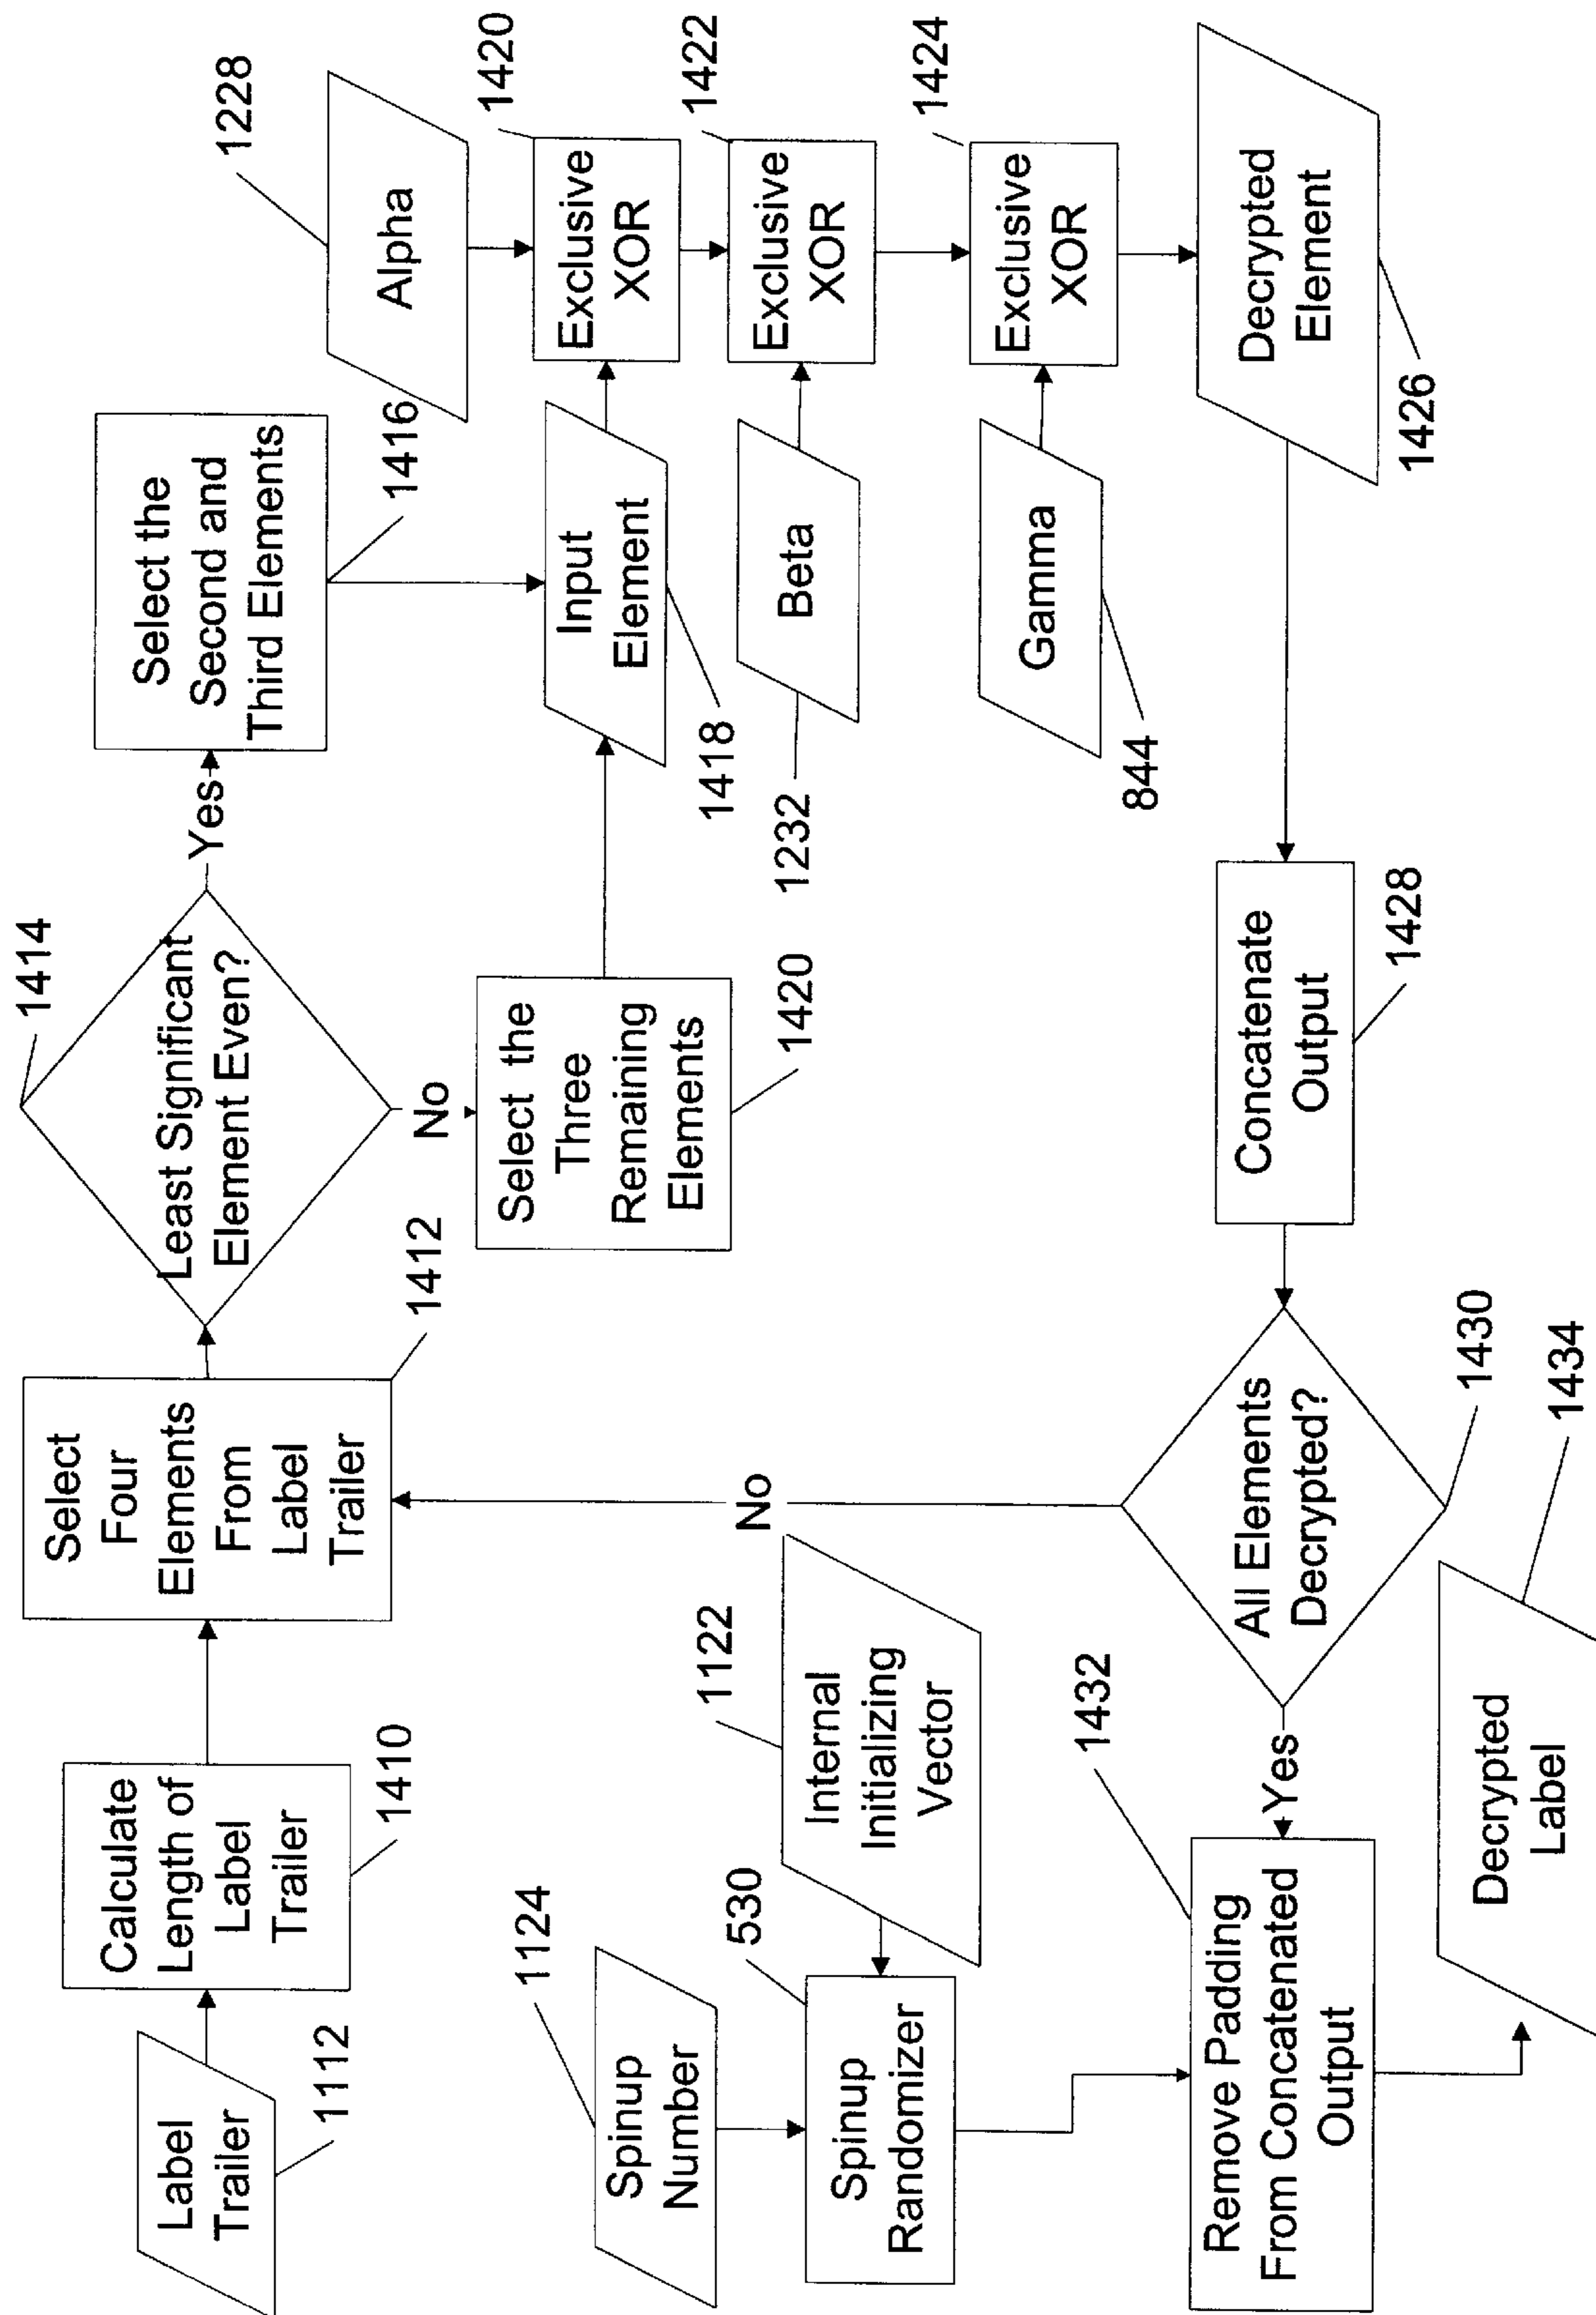 Label
Trailer
1112
Calculate
Length of
Label
Trailer
1410
Select
Four
Elements
From
Label
Trailer
1412
Least Significant
Element Even?
1414
Yes
No
Select the
Second and
Third Elements
1416
Select the
Three
Remaining
Elements
1420
Input
Element
1418
Alpha
1228
Exclusive
XOR
1420
Beta
1232
Exclusive
XOR
1422
Gamma
844
Exclusive
XOR
1424
Decrypted
Element
1426
Concatenate
Output
1428
All Elements
Decrypted?
1430
No
Yes
Spinup
Number
1124
Internal
Initializing
Vector
1122
Spinup
Randomizer
530
Remove Padding
From Concatenated
Output
1432
Decrypted
Label
1434